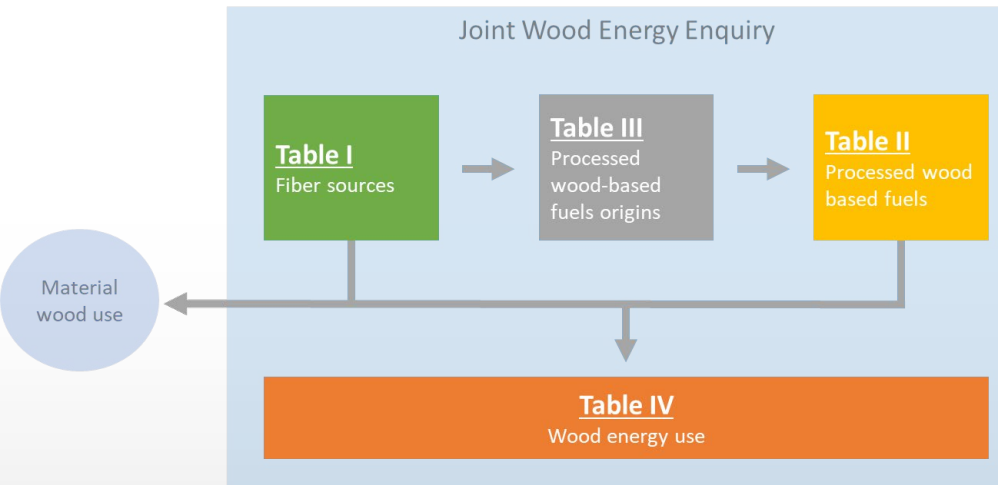 Joint Wood Energy Enquiry
Table I
Fiber sources
Table III
Processed
wood-based
fuels origins
Table II
Processed wood
based fuels
Material
wood use
Table IV
Wood energy use